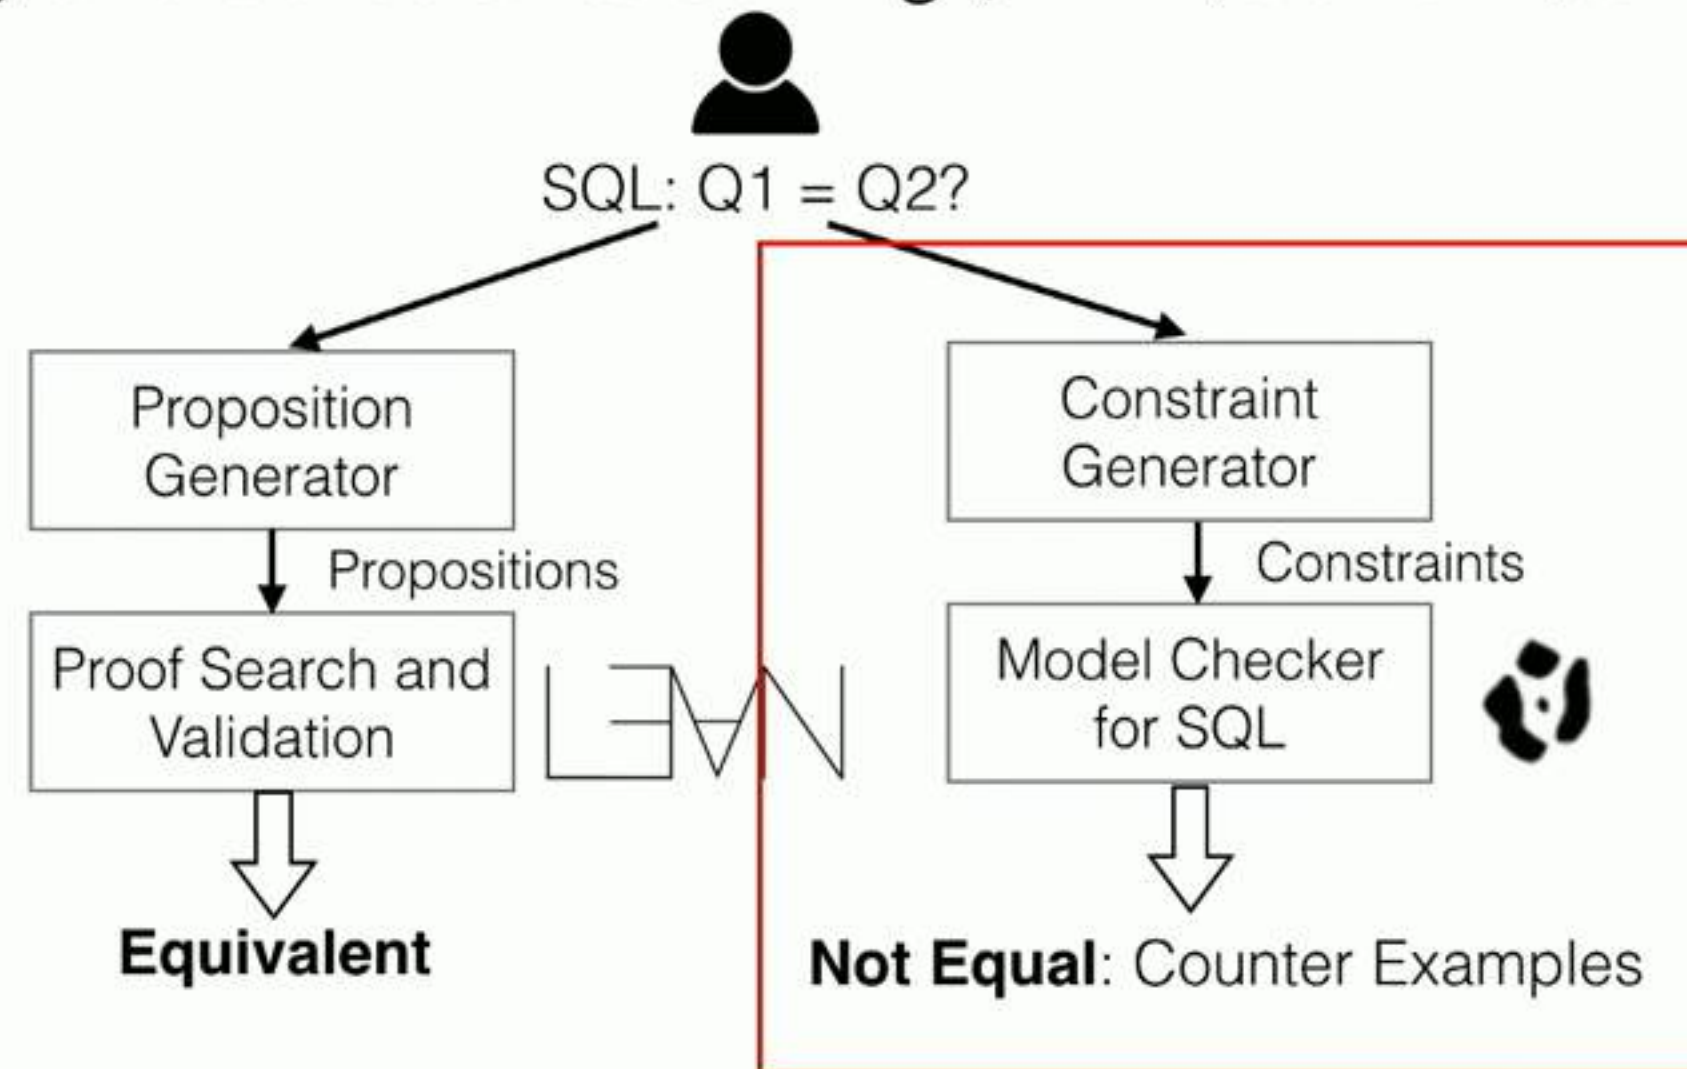 SQL: Q1 = Q2?
Proposition
Generator
Constraint
Generator
Propositions
Constraints
Proof Search and
Validation
LEAN
Model Checker
for SQL
Equivalent
Not Equal: Counter Examples